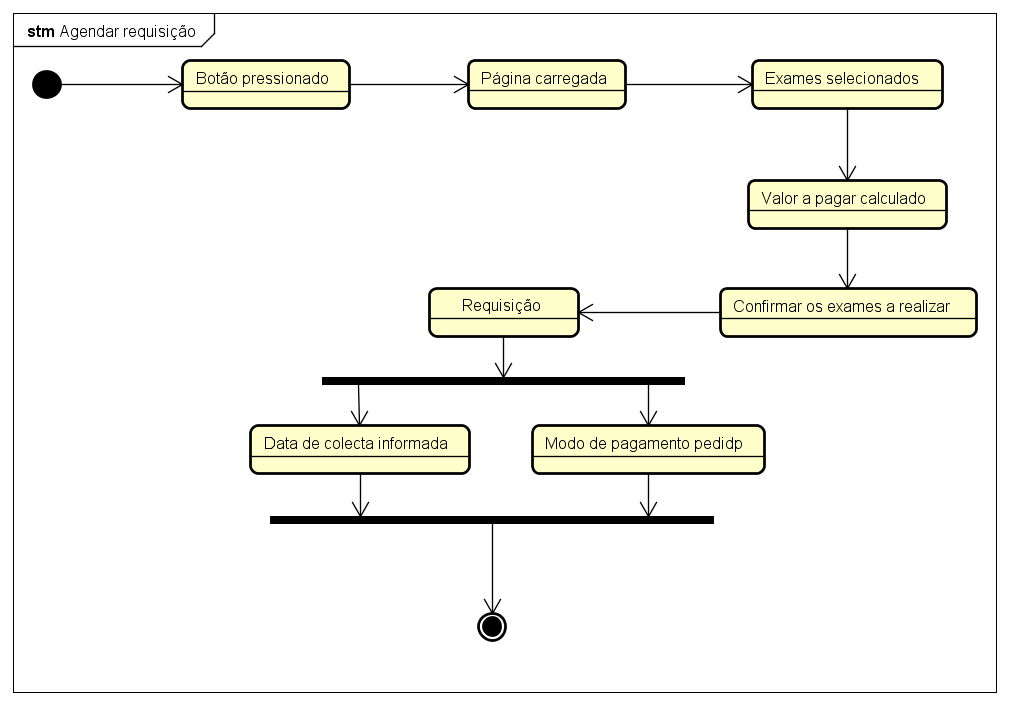 stm Agendar requisição
Botão pressionado
Página carregada
Exames selecionados
Valor a pagar calculado
Requisição
Confirmar os exames a realizar
Data de colecta informada
Modo de pagamento pedidp